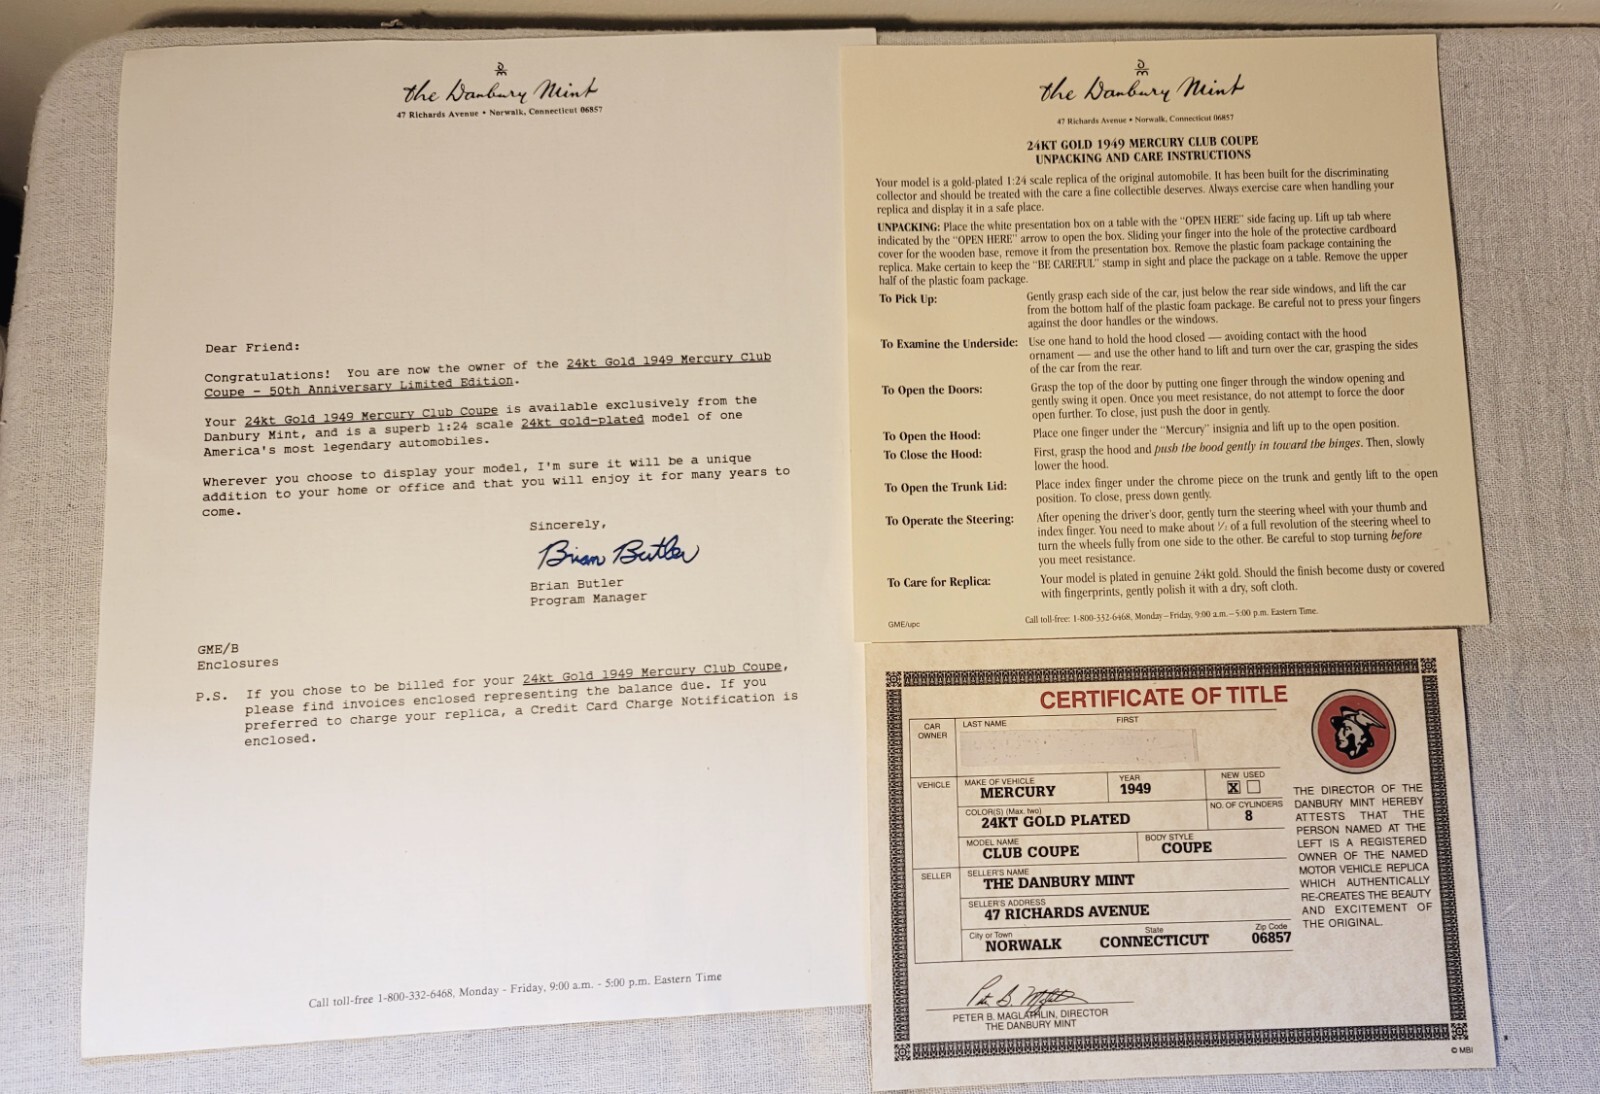 the Danbury Mint
47 Richards Avenue • Norwalk, Connecticut 06857
Dear Friend:
Congratulations! You are now the owner of the 24kt Gold 1949 Mercury Club
Coupe - 50th Anniversary Limited Edition.
Your 24kt Gold 1949 Mercury Club Coupe is available exclusively from the
Danbury Mint, and is a superb 1:24 scale 24kt gold-plated model of one
America's most legendary automobiles.
Wherever you choose to display your model, I'm sure it will be a unique
addition to your home or office and that you will enjoy it for many years to
come.
Sincerely,
Brian Butler
Brian Butler
Program Manager
GME/B
Enclosures
P.S. If you chose to be billed for your 24kt Gold 1949 Mercury Club Coupe,
please find invoices enclosed representing the balance due. If you
preferred to charge your replica, a Credit Card Charge Notification is
enclosed.
Call toll-free 1-800-332-6468, Monday - Friday, 9:00 a.m. - 5:00 p.m. Eastern Time
the Danbury Mint
47 Richards Avenue • Norwalk, Connecticut 06857
24KT GOLD 1949 MERCURY CLUB COUPE
UNPACKING AND CARE INSTRUCTIONS
Your model is a gold-plated 1:24 scale replica of the original automobile. It has been built for the discriminating
collector and should be treated with the care a fine collectible deserves. Always exercise care when handling your
replica and display it in a safe place.
UNPACKING: Place the white presentation box on a table with the "OPEN HERE" side facing up. Lift up tab where
indicated by the "OPEN HERE" arrow to open the box. Sliding your finger into the hole of the protective cardboard
cover for the wooden base, remove it from the presentation box. Remove the plastic foam package containing the
replica. Make certain to keep the "BE CAREFUL" stamp in sight and place the package on a table. Remove the upper
half of the plastic foam package.
To Pick Up: Gently grasp each side of the car, just below the rear side windows, and lift the car
from the bottom half of the plastic foam package. Be careful not to press your fingers
against the door handles or the windows.
To Examine the Underside: Use one hand to hold the hood closed — avoiding contact with the hood
ornament — and use the other hand to lift and turn over the car, grasping the sides
of the car from the rear.
To Open the Doors: Grasp the top of the door by putting one finger through the window opening and
gently swing it open. Once you meet resistance, do not attempt to force the door
open further. To close, just push the door in gently.
To Open the Hood: Place one finger under the "Mercury" insignia and lift up to the open position.
To Close the Hood: First, grasp the hood and push the hood gently in toward the hinges. Then, slowly
lower the hood.
To Open the Trunk Lid: Place index finger under the chrome piece on the trunk and gently lift to the open
position. To close, press down gently.
To Operate the Steering: After opening the driver's door, gently turn the steering wheel with your thumb and
index finger. You need to make about of a full revolution of the steering wheel to
turn the wheels fully from one side to the other. Be careful to stop turning before
you meet resistance.
To Care for Replica: Your model is plated in genuine 24kt gold. Should the finish become dusty or covered
with fingerprints, gently polish it with a dry, soft cloth.
GME/upc
Call toll-free: 1-800-332-6468, Monday – Friday, 9:00 a.m. – 5:00 p.m. Eastern Time.
CERTIFICATE OF TITLE
CAR OWNER LAST NAME FIRST
VEHICLE MAKE OF VEHICLE YEAR NEW USED
MERCURY 1949 X
COLOR(S) (Max. two) NO. OF CYLINDERS
24KT GOLD PLATED 8
MODEL NAME BODY STYLE
CLUB COUPE COUPE
SELLER SELLER'S NAME
THE DANBURY MINT
SELLER'S ADDRESS
47 RICHARDS AVENUE
City or Town State Zip Code
NORWALK CONNECTICUT 06857
THE DIRECTOR OF THE
DANBURY MINT HEREBY
ATTESTS THAT THE
PERSON NAMED AT THE
LEFT IS A REGISTERED
OWNER OF THE NAMED
MOTOR VEHICLE REPLICA
WHICH AUTHENTICALLY
RE-CREATES THE BEAUTY
AND EXCITEMENT OF
THE ORIGINAL.
PETER B. MAGLATHLIN, DIRECTOR
THE DANBURY MINT
© MBI